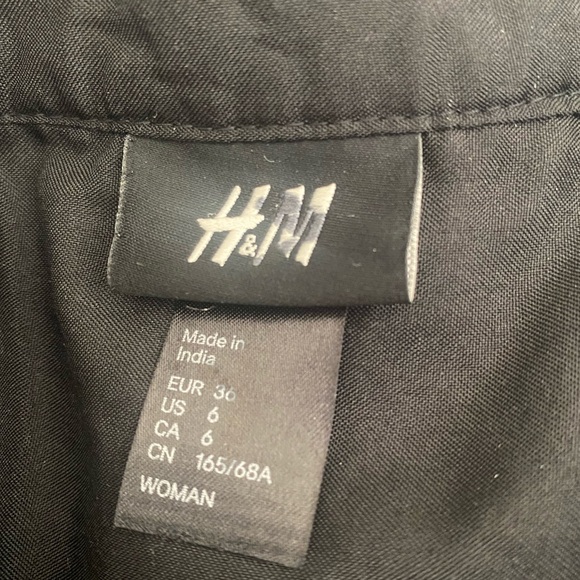 H&M
Made in
India
EUR 36
US 6
CA 6
CN 165/68A
WOMAN